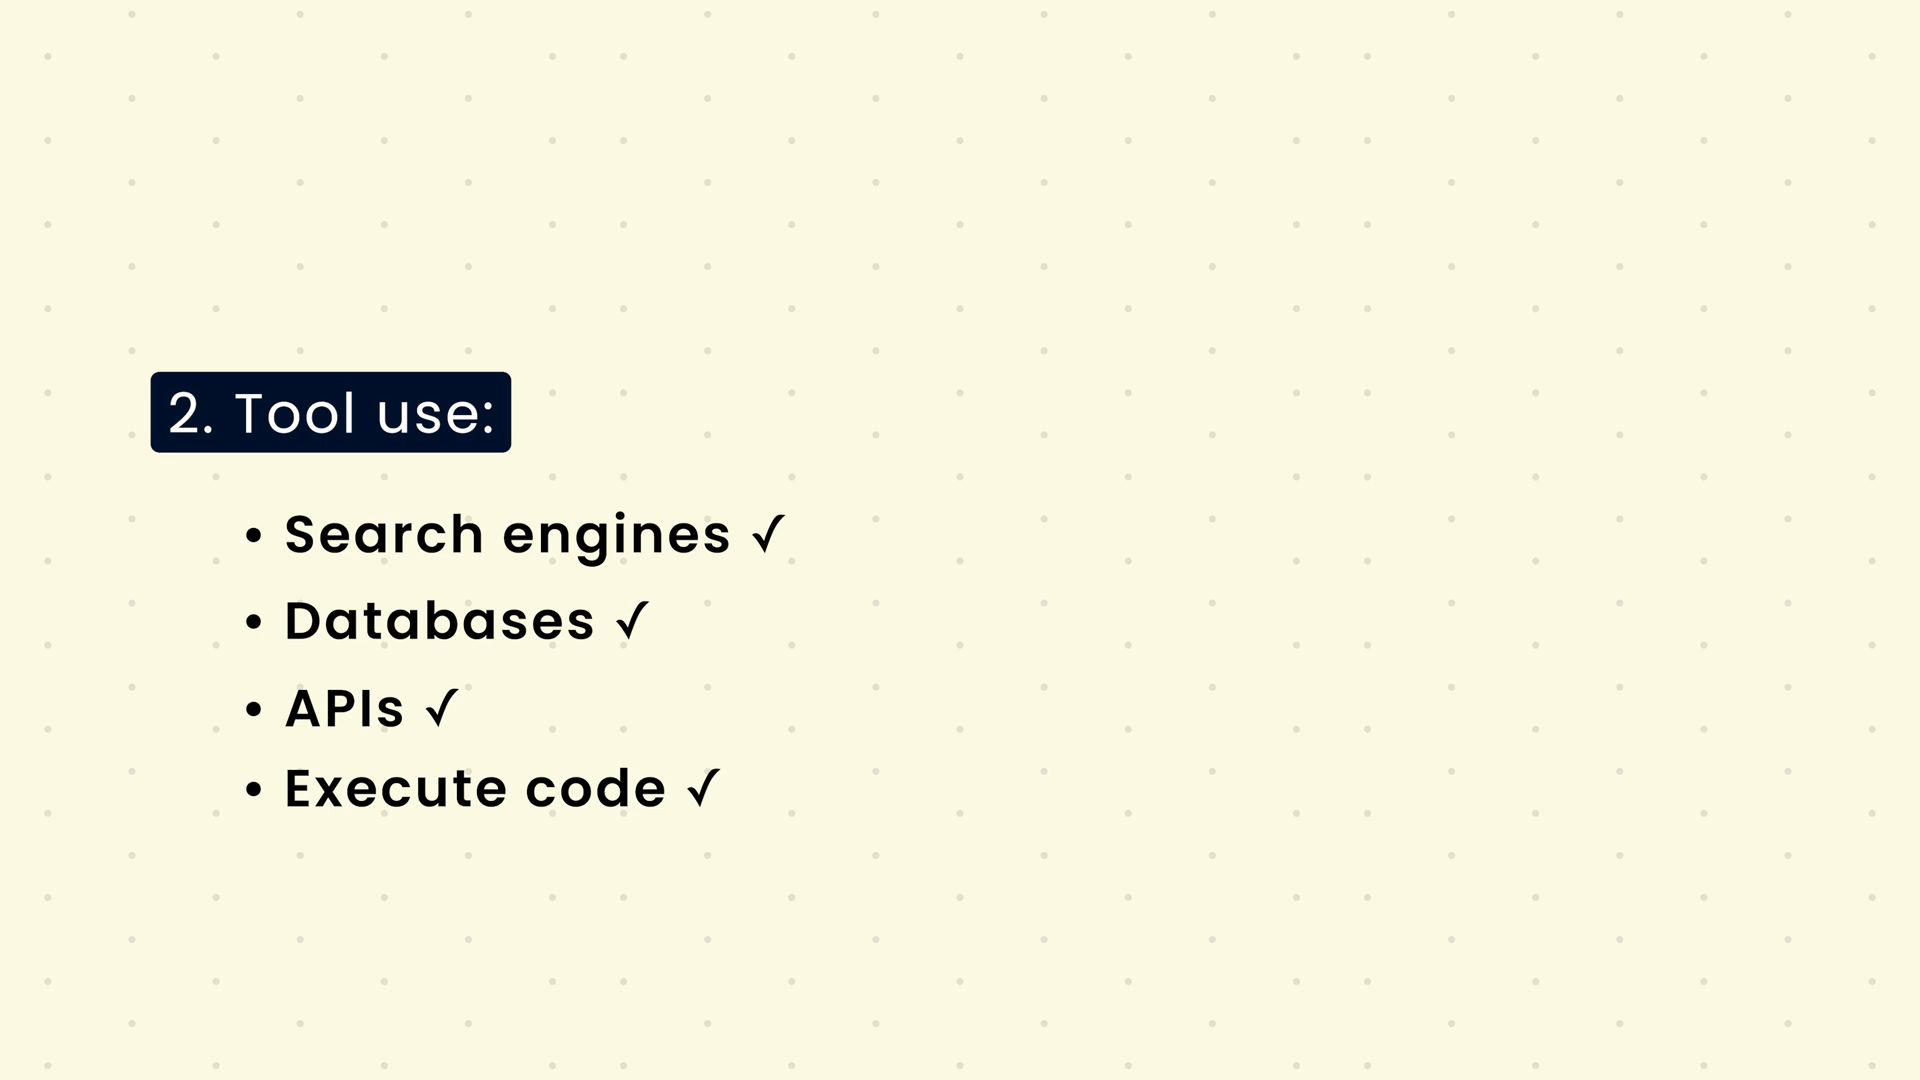 2. Tool use:
• Search engines ✓
• Databases ✓
• APIs ✓
• Execute code ✓